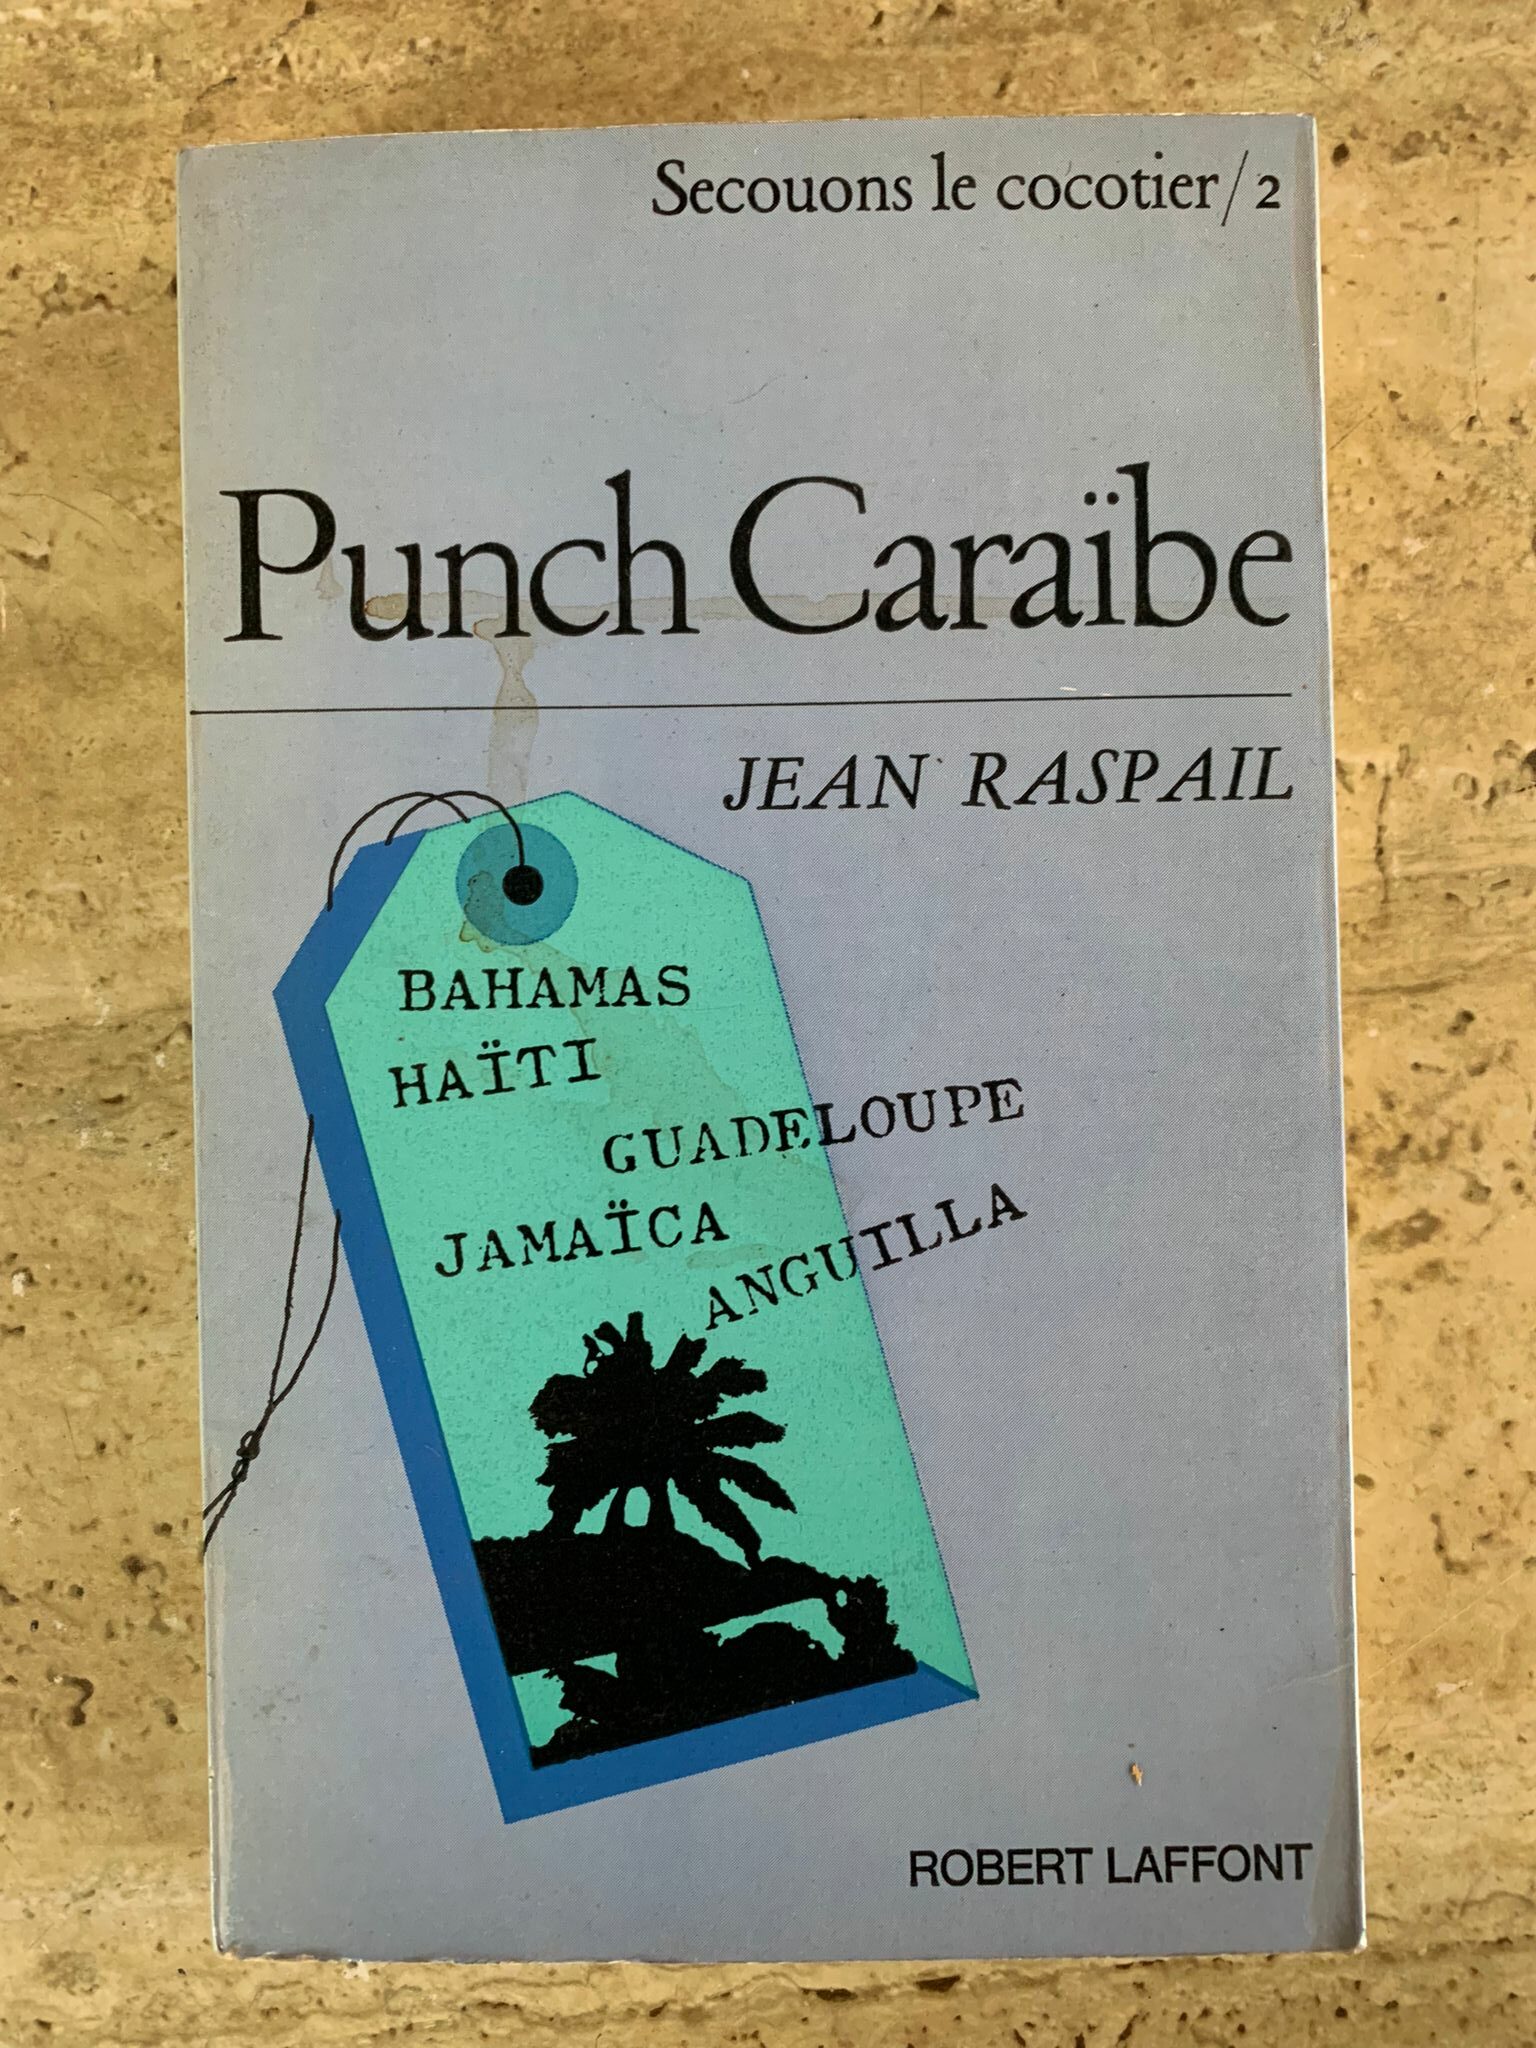 Secouons le cocotier/2
Punch Caraïbe
JEAN RASPAIL
BAHAMAS
HAÏTI
GUADELOUPE
JAMAÏCA
ANGUILLA
ROBERT LAFFONT